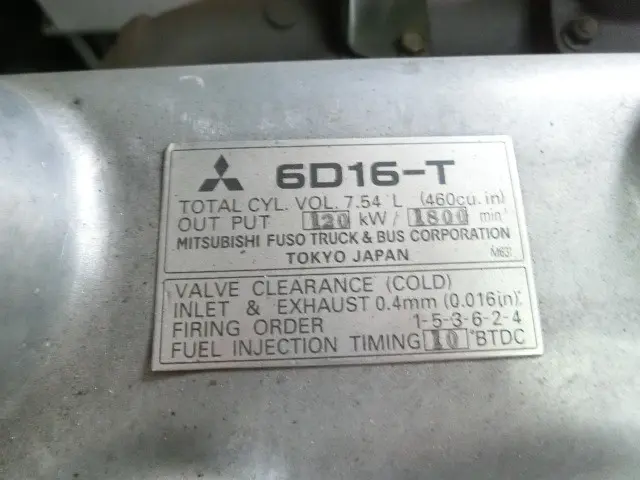 6D16-T
TOTAL CYL. VOL. 7.54 L (460cu. in)
OUT PUT 120 kW / 1800 min⁻¹
MITSUBISHI FUSO TRUCK & BUS CORPORATION
TOKYO JAPAN
VALVE CLEARANCE (COLD)
INLET & EXHAUST 0.4mm (0.016in)
FIRING ORDER 1-5-3-6-2-4
FUEL INJECTION TIMING 10 °BTDC